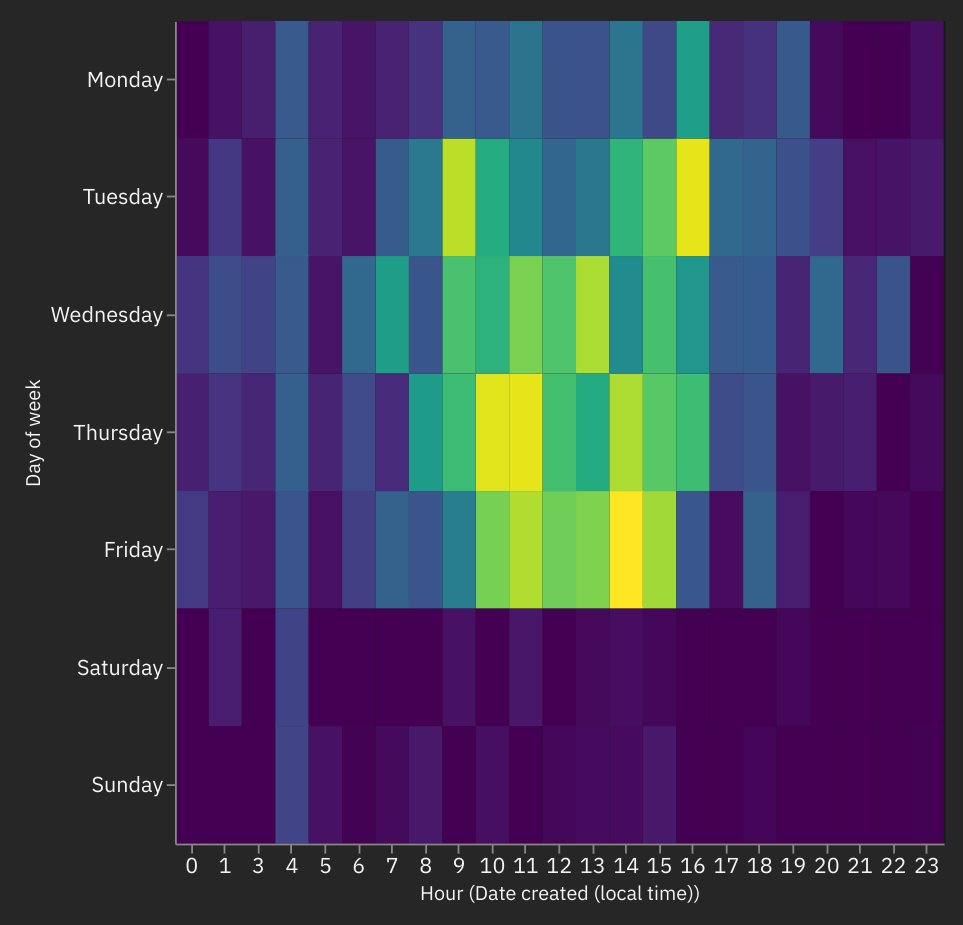 Monday
Tuesday
Wednesday
Thursday
Friday
Saturday
Sunday
Day of week
0 1 3 4 5 6 7 8 9 10 11 12 13 14 15 16 17 18 19 20 21 22 23
Hour (Date created (local time))